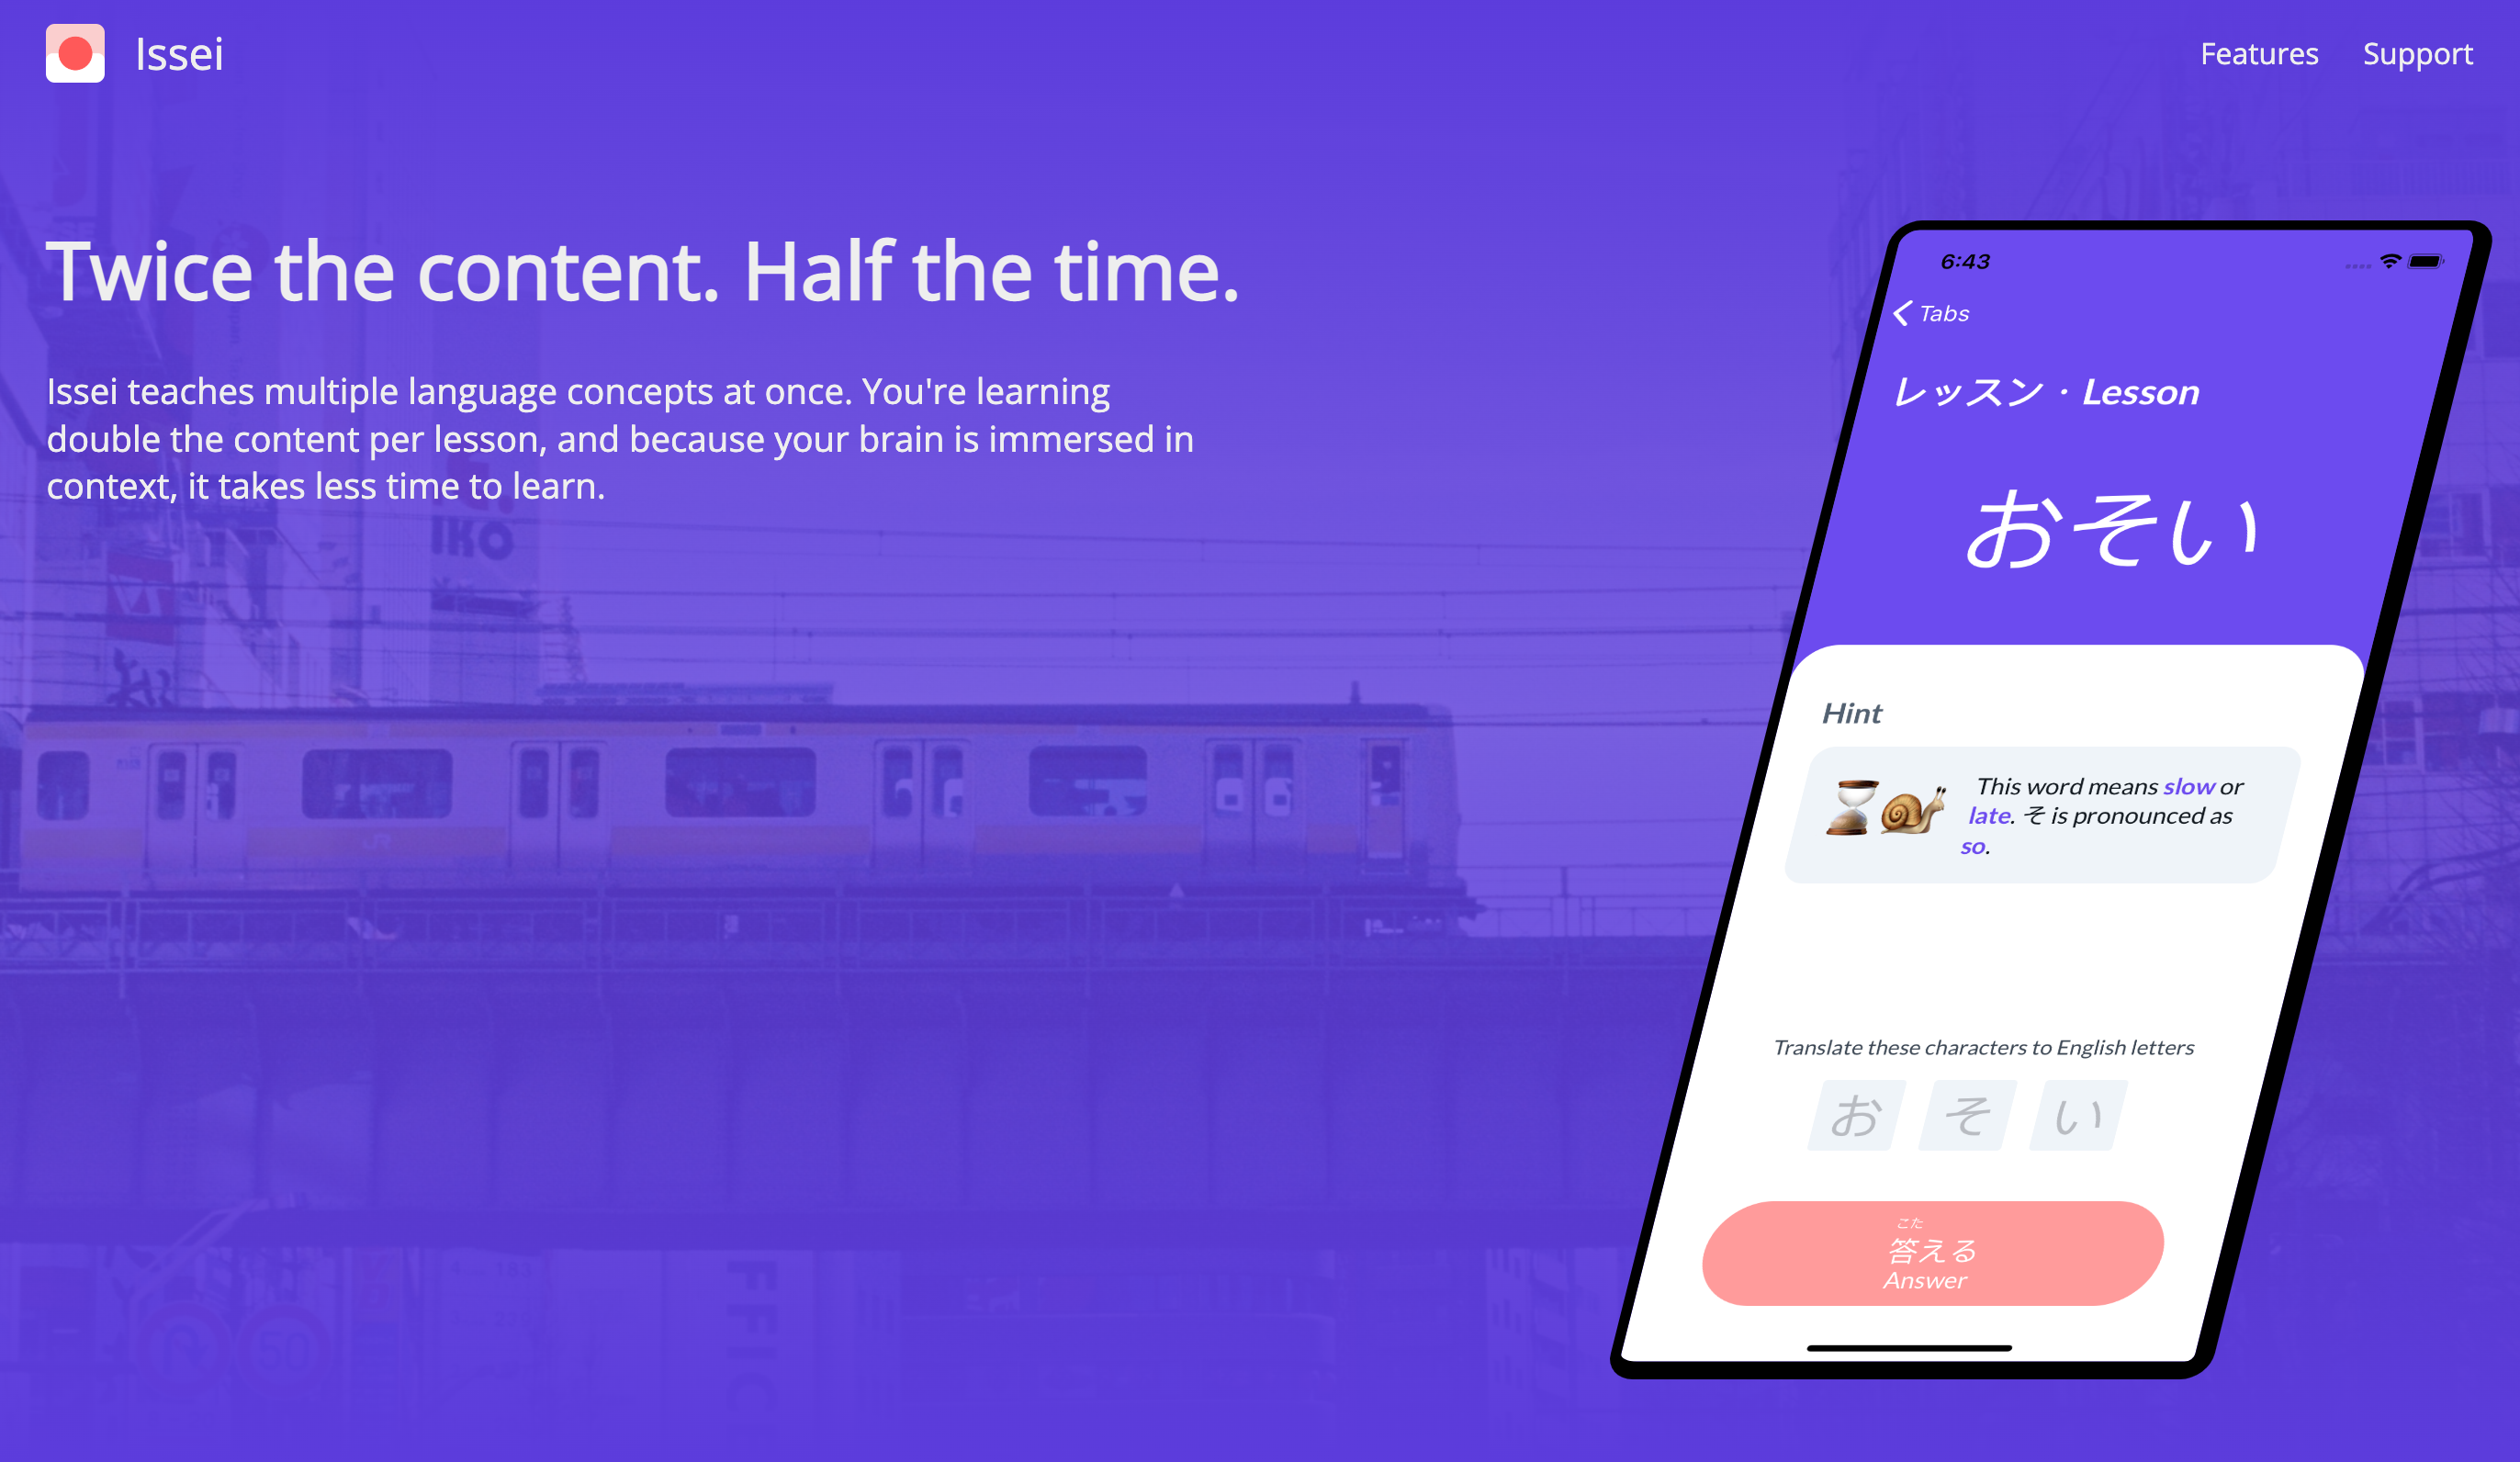 Issei
Features
Support
Twice the content. Half the time.
Issei teaches multiple language concepts at once. You're learning
double the content per lesson, and because your brain is immersed in
context, it takes less time to learn.
6:43
Tabs
レッスン · Lesson
おそい
Hint
This word means slow or
late. そ is pronounced as
so.
Translate these characters to English letters
お そ い
こた
答える
Answer
IKO
JR
50
FFIC